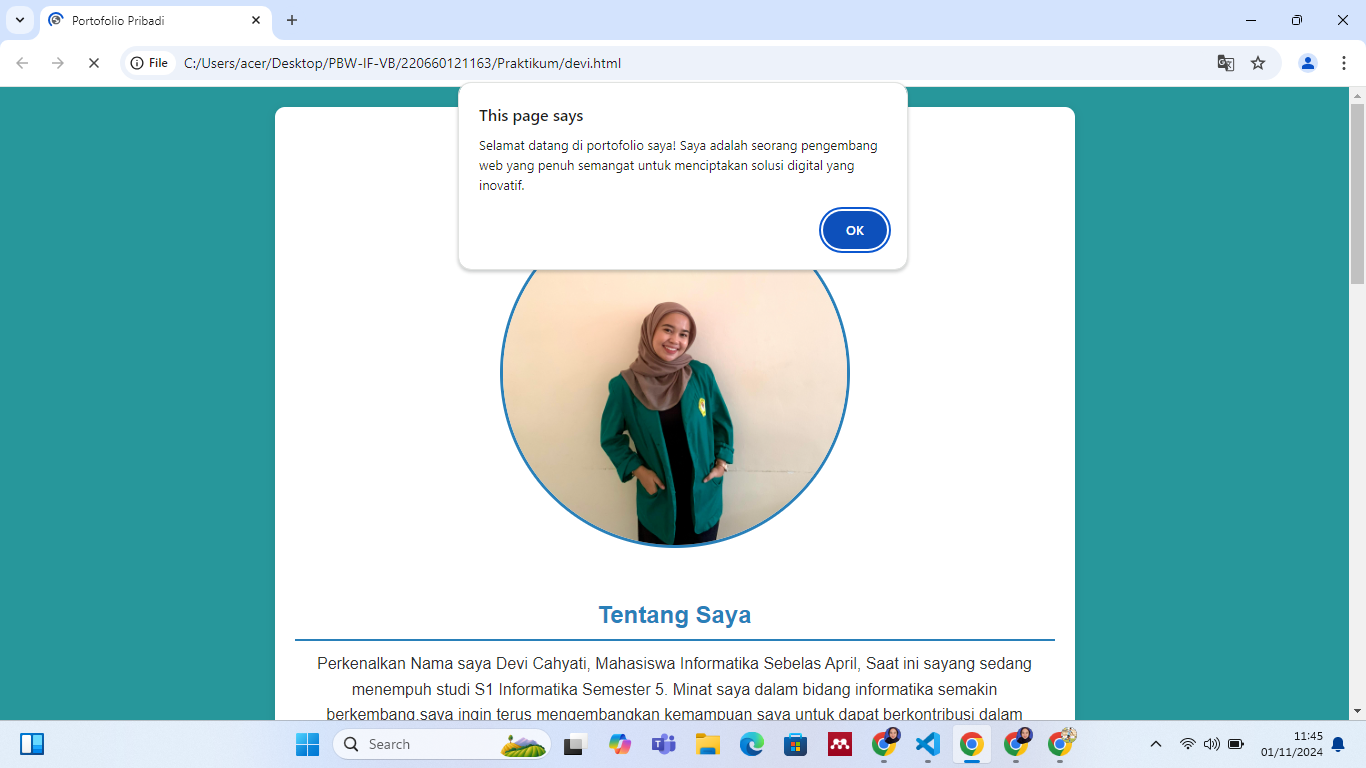 Portofolio Pribadi
File
C:/Users/acer/Desktop/PBW-IF-VB/220660121163/Praktikum/devi.html
This page says
Selamat datang di portofolio saya! Saya adalah seorang pengembang
web yang penuh semangat untuk menciptakan solusi digital yang
inovatif.
OK
Tentang Saya
Perkenalkan Nama saya Devi Cahyati, Mahasiswa Informatika Sebelas April, Saat ini sayang sedang
menempuh studi S1 Informatika Semester 5. Minat saya dalam bidang informatika semakin
berkembang,saya ingin terus mengembangkan kemampuan saya untuk dapat berkontribusi dalam
Search
11:45
01/11/2024